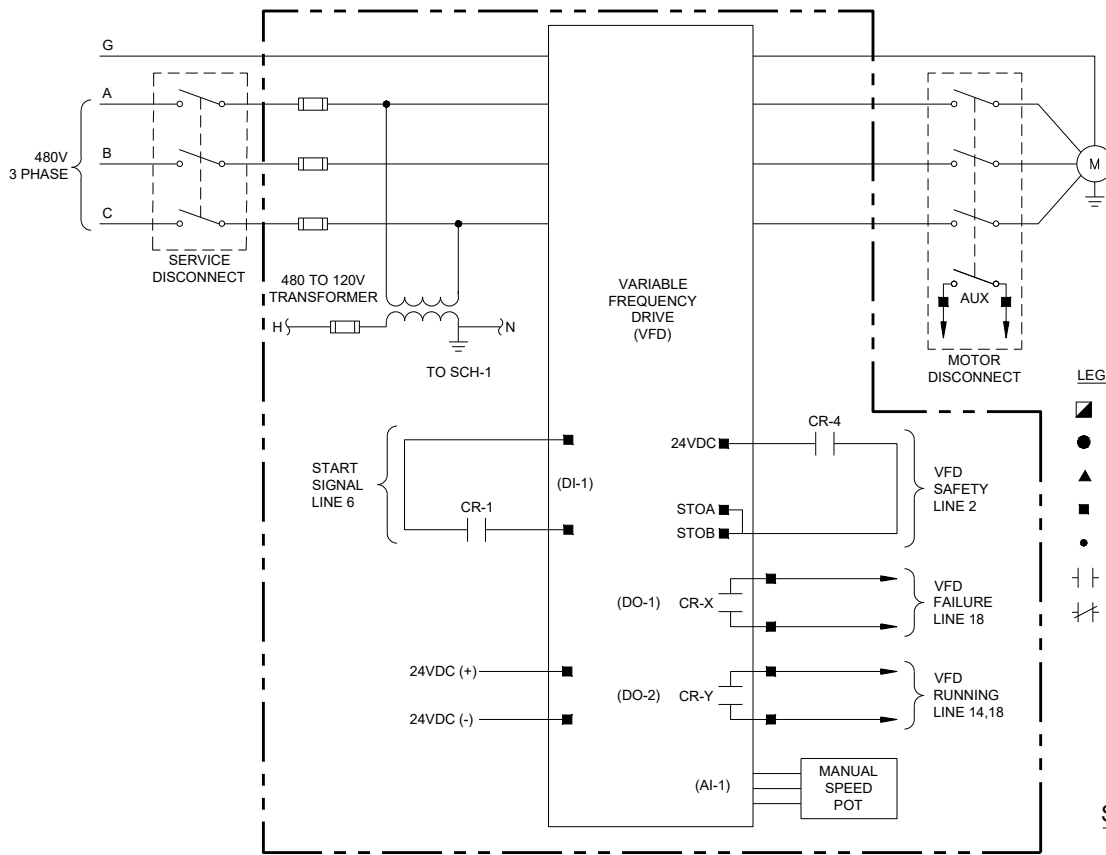 G
A
B
C
480V
3 PHASE
SERVICE
DISCONNECT
480 TO 120V
TRANSFORMER
H
N
TO SCH-1
VARIABLE
FREQUENCY
DRIVE
(VFD)
M
AUX
MOTOR
DISCONNECT
LEG
START
SIGNAL
LINE 6
CR-1
(DI-1)
24VDC
CR-4
STOA
STOB
VFD
SAFETY
LINE 2
(DO-1)
CR-X
VFD
FAILURE
LINE 18
24VDC (+)
24VDC (-)
(DO-2)
CR-Y
VFD
RUNNING
LINE 14,18
(AI-1)
MANUAL
SPEED
POT
S